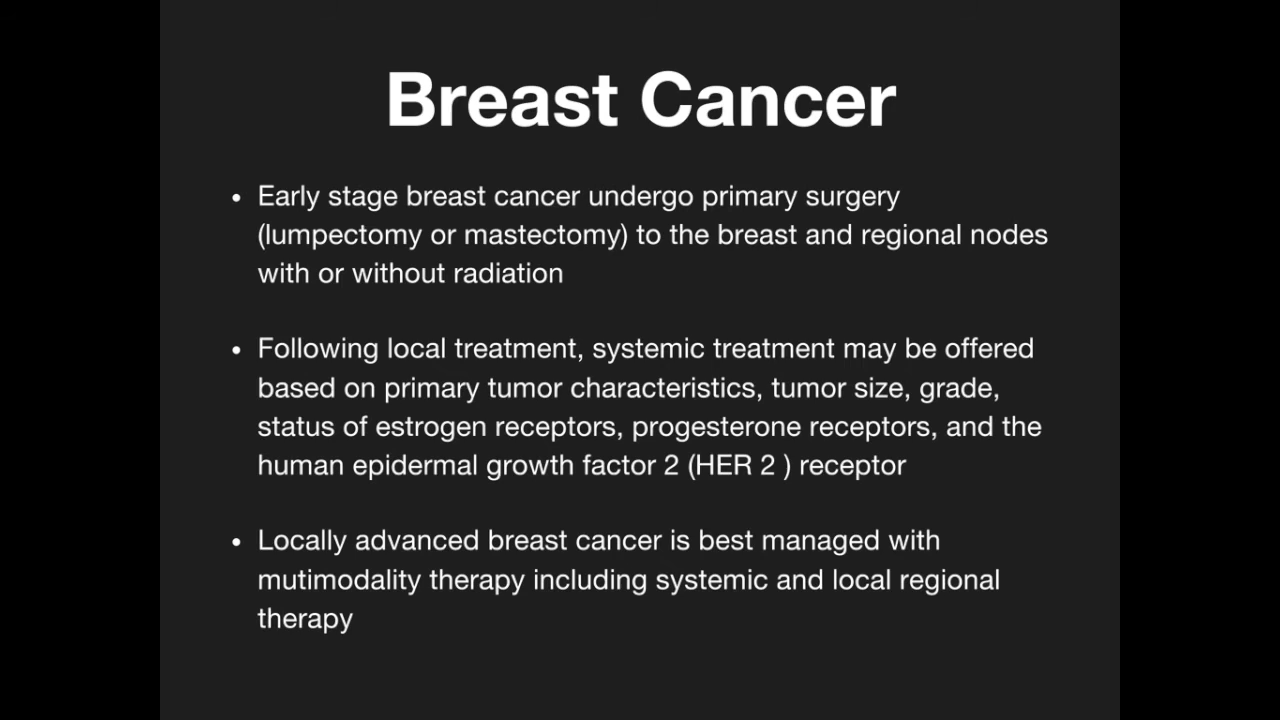 Breast Cancer
• Early stage breast cancer undergo primary surgery
(lumpectomy or mastectomy) to the breast and regional nodes
with or without radiation
• Following local treatment, systemic treatment may be offered
based on primary tumor characteristics, tumor size, grade,
status of estrogen receptors, progesterone receptors, and the
human epidermal growth factor 2 (HER 2 ) receptor
• Locally advanced breast cancer is best managed with
mutimodality therapy including systemic and local regional
therapy